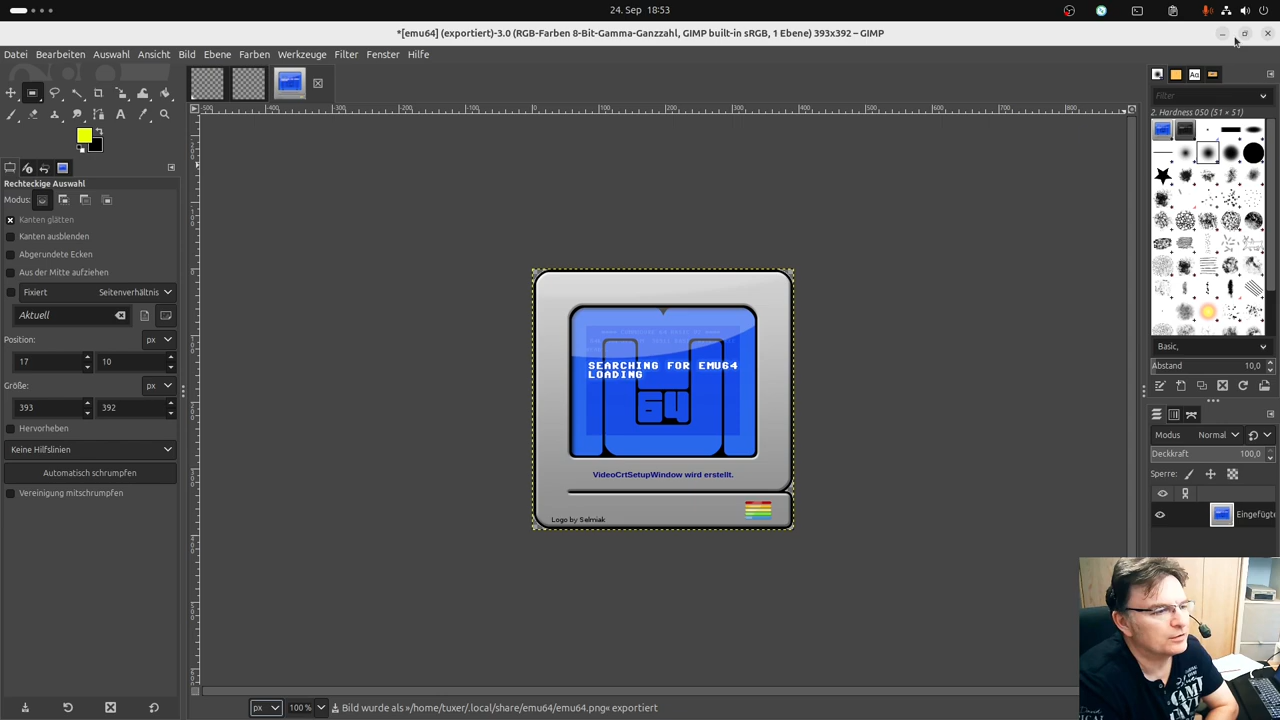 24. Sep 18:53
*[emu64] (exportiert)-3.0 (RGB-Farben 8-Bit-Gamma-Ganzzahl, GIMP built-in sRGB, 1 Ebene) 393x392 – GIMP
Datei Bearbeiten Auswahl Ansicht Bild Ebene Farben Werkzeuge Filter Fenster Hilfe
Filter
2. Hardness 050 (51 × 51)
Rechteckige Auswahl
Modus:
Kanten glätten
Kanten ausblenden
Abgerundete Ecken
Aus der Mitte aufziehen
Fixiert Seitenverhältnis
Aktuell
Position: px
17 10
Größe: px
393 392
Hervorheben
Keine Hilfslinien
Automatisch schrumpfen
Vereinigung mitschrumpfen
SEARCHING FOR EMU64
LOADING
64
VideoCrtSetupWindow wird erstellt.
Logo by Selmiak
Basic,
Abstand 10,0
Modus Normal
Deckkraft 100,0
Sperre:
Eingefügte
px 100 % Bild wurde als »/home/tuxer/.local/share/emu64/emu64.png« exportiert